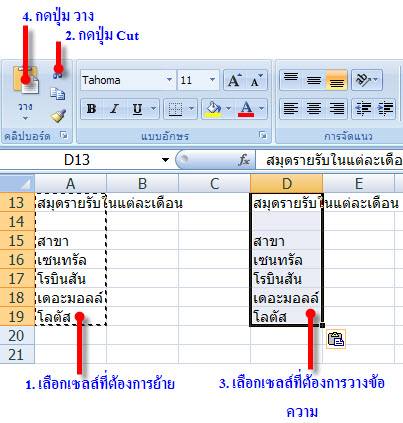 4. กดปุ่ม วาง
2. กดปุ่ม Cut
Tahoma 11 A A
วาง B I U A
คลิปบอร์ด แบบอักษร การจัดแนว
D13 fx สมุดรายรับในแต่ละเดือ
A B C D E
13 สมุดรายรับในแต่ละเดือน สมุดรายรับในแต่ละเดือน
14
15 สาขา สาขา
16 เซนทรัล เซนทรัล
17 โรบินสัน โรบินสัน
18 เดอะมอลล์ เดอะมอลล์
19 โลตัส โลตัส
20
21
1. เลือกเซลล์ที่ต้องการย้าย
3. เลือกเซลล์ที่ต้องการวางข้อ
ความ